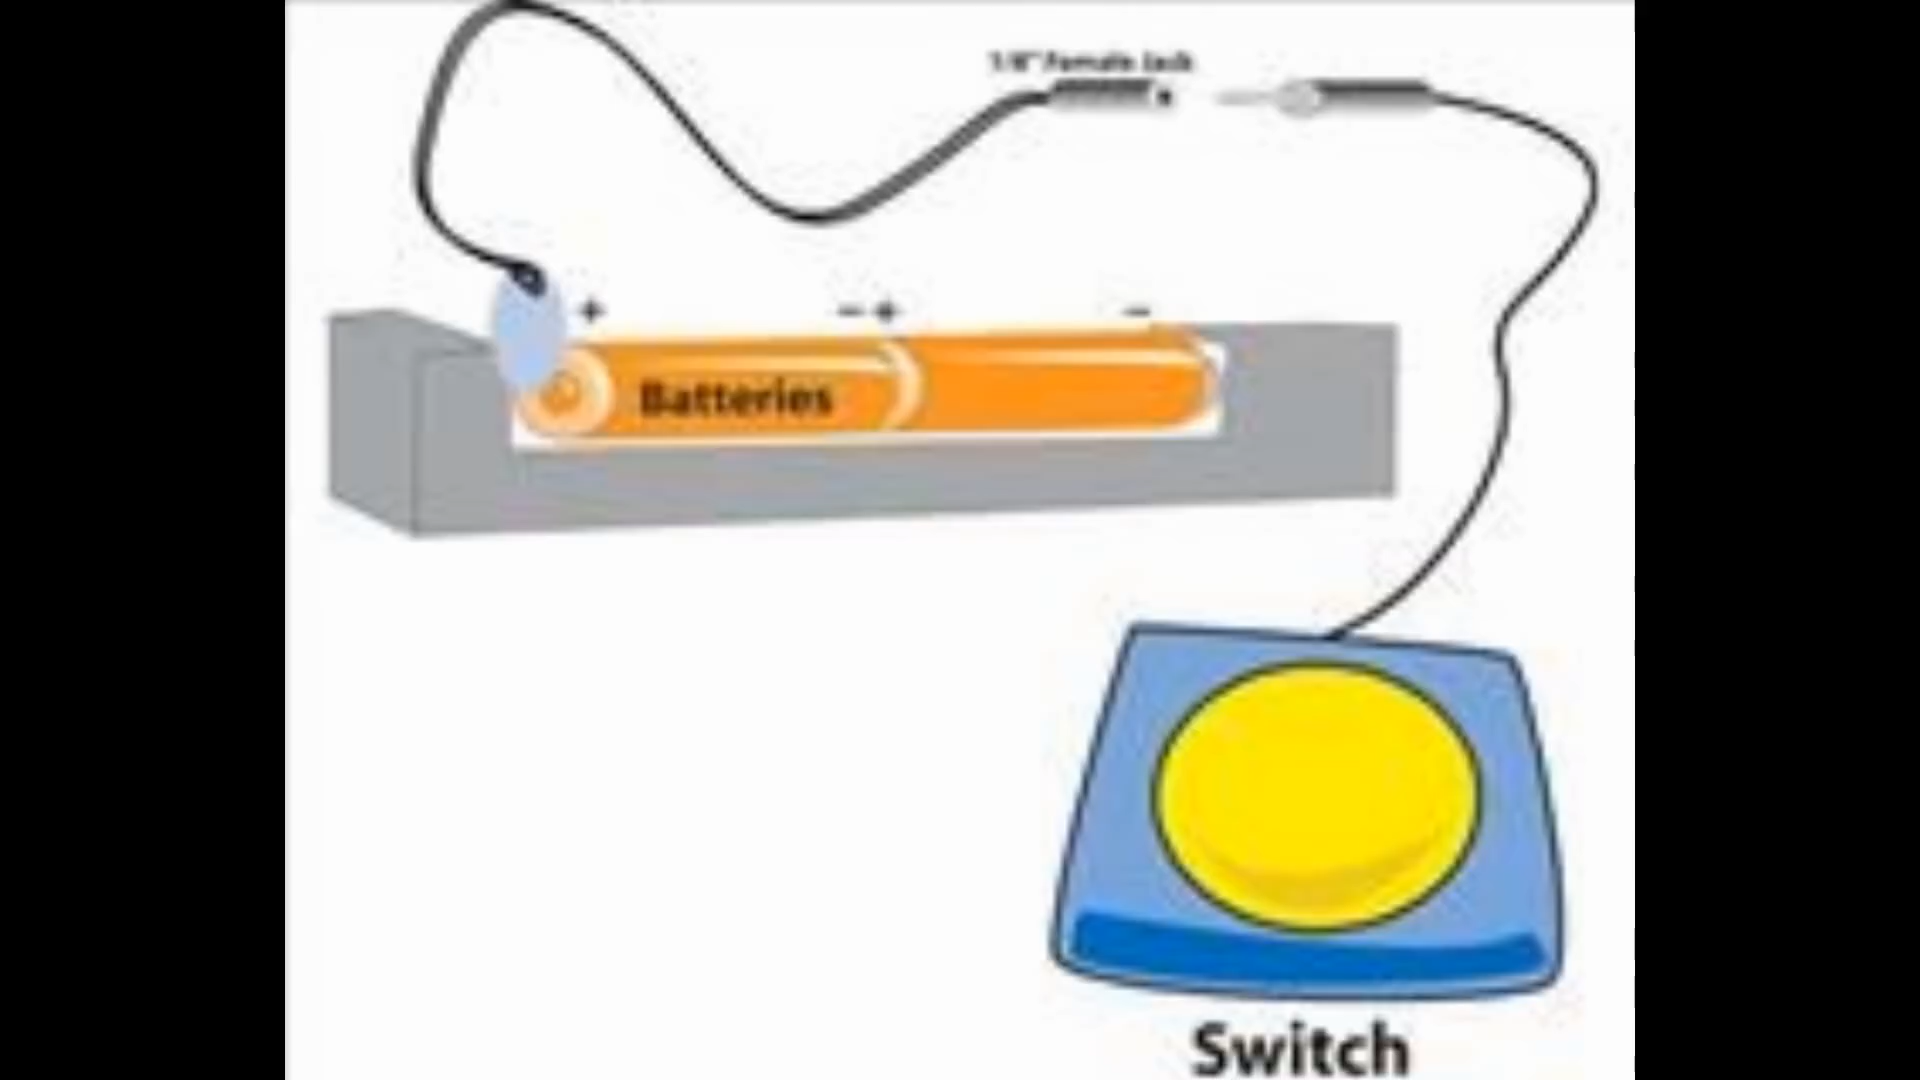 1/8" Female Jack
+ - + -
Batteries
Switch